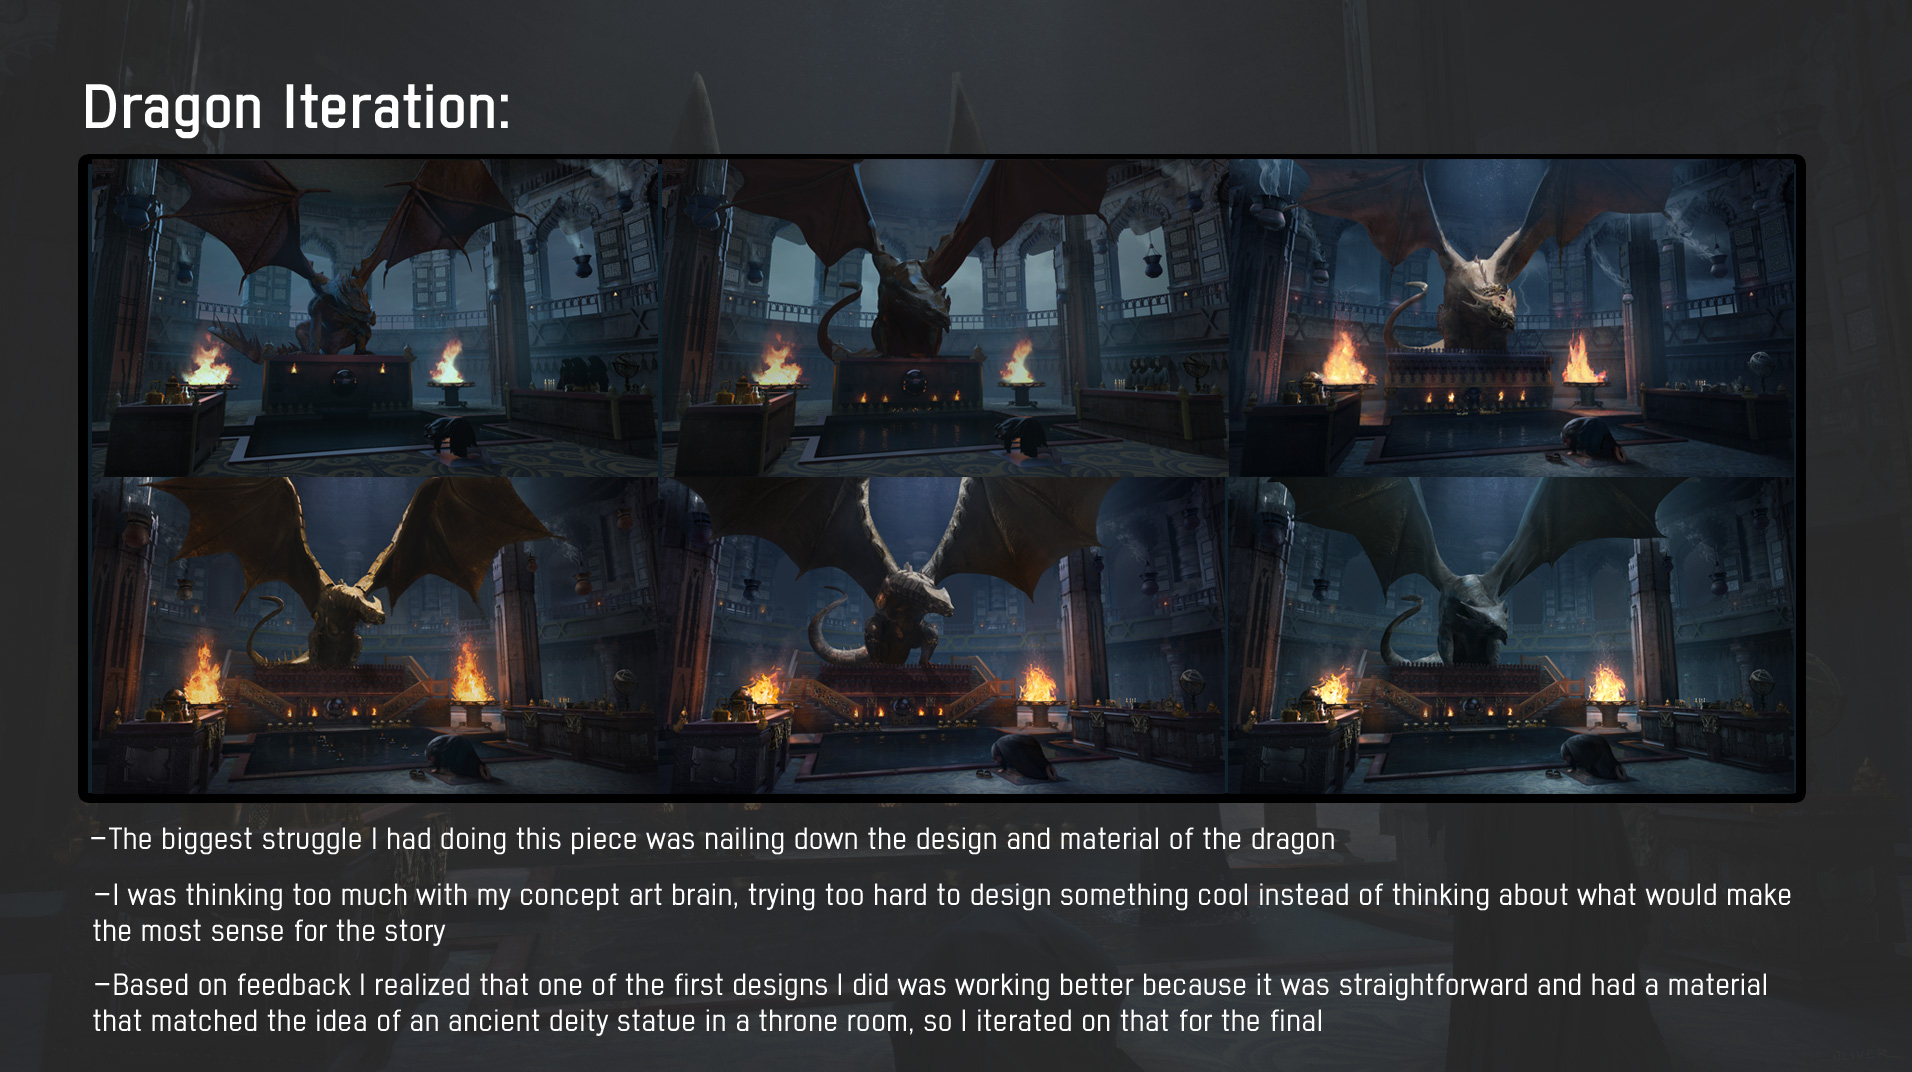 Dragon Iteration:
–The biggest struggle I had doing this piece was nailing down the design and material of the dragon
–I was thinking too much with my concept art brain, trying too hard to design something cool instead of thinking about what would make
the most sense for the story
–Based on feedback I realized that one of the first designs I did was working better because it was straightforward and had a material
that matched the idea of an ancient deity statue in a throne room, so I iterated on that for the final